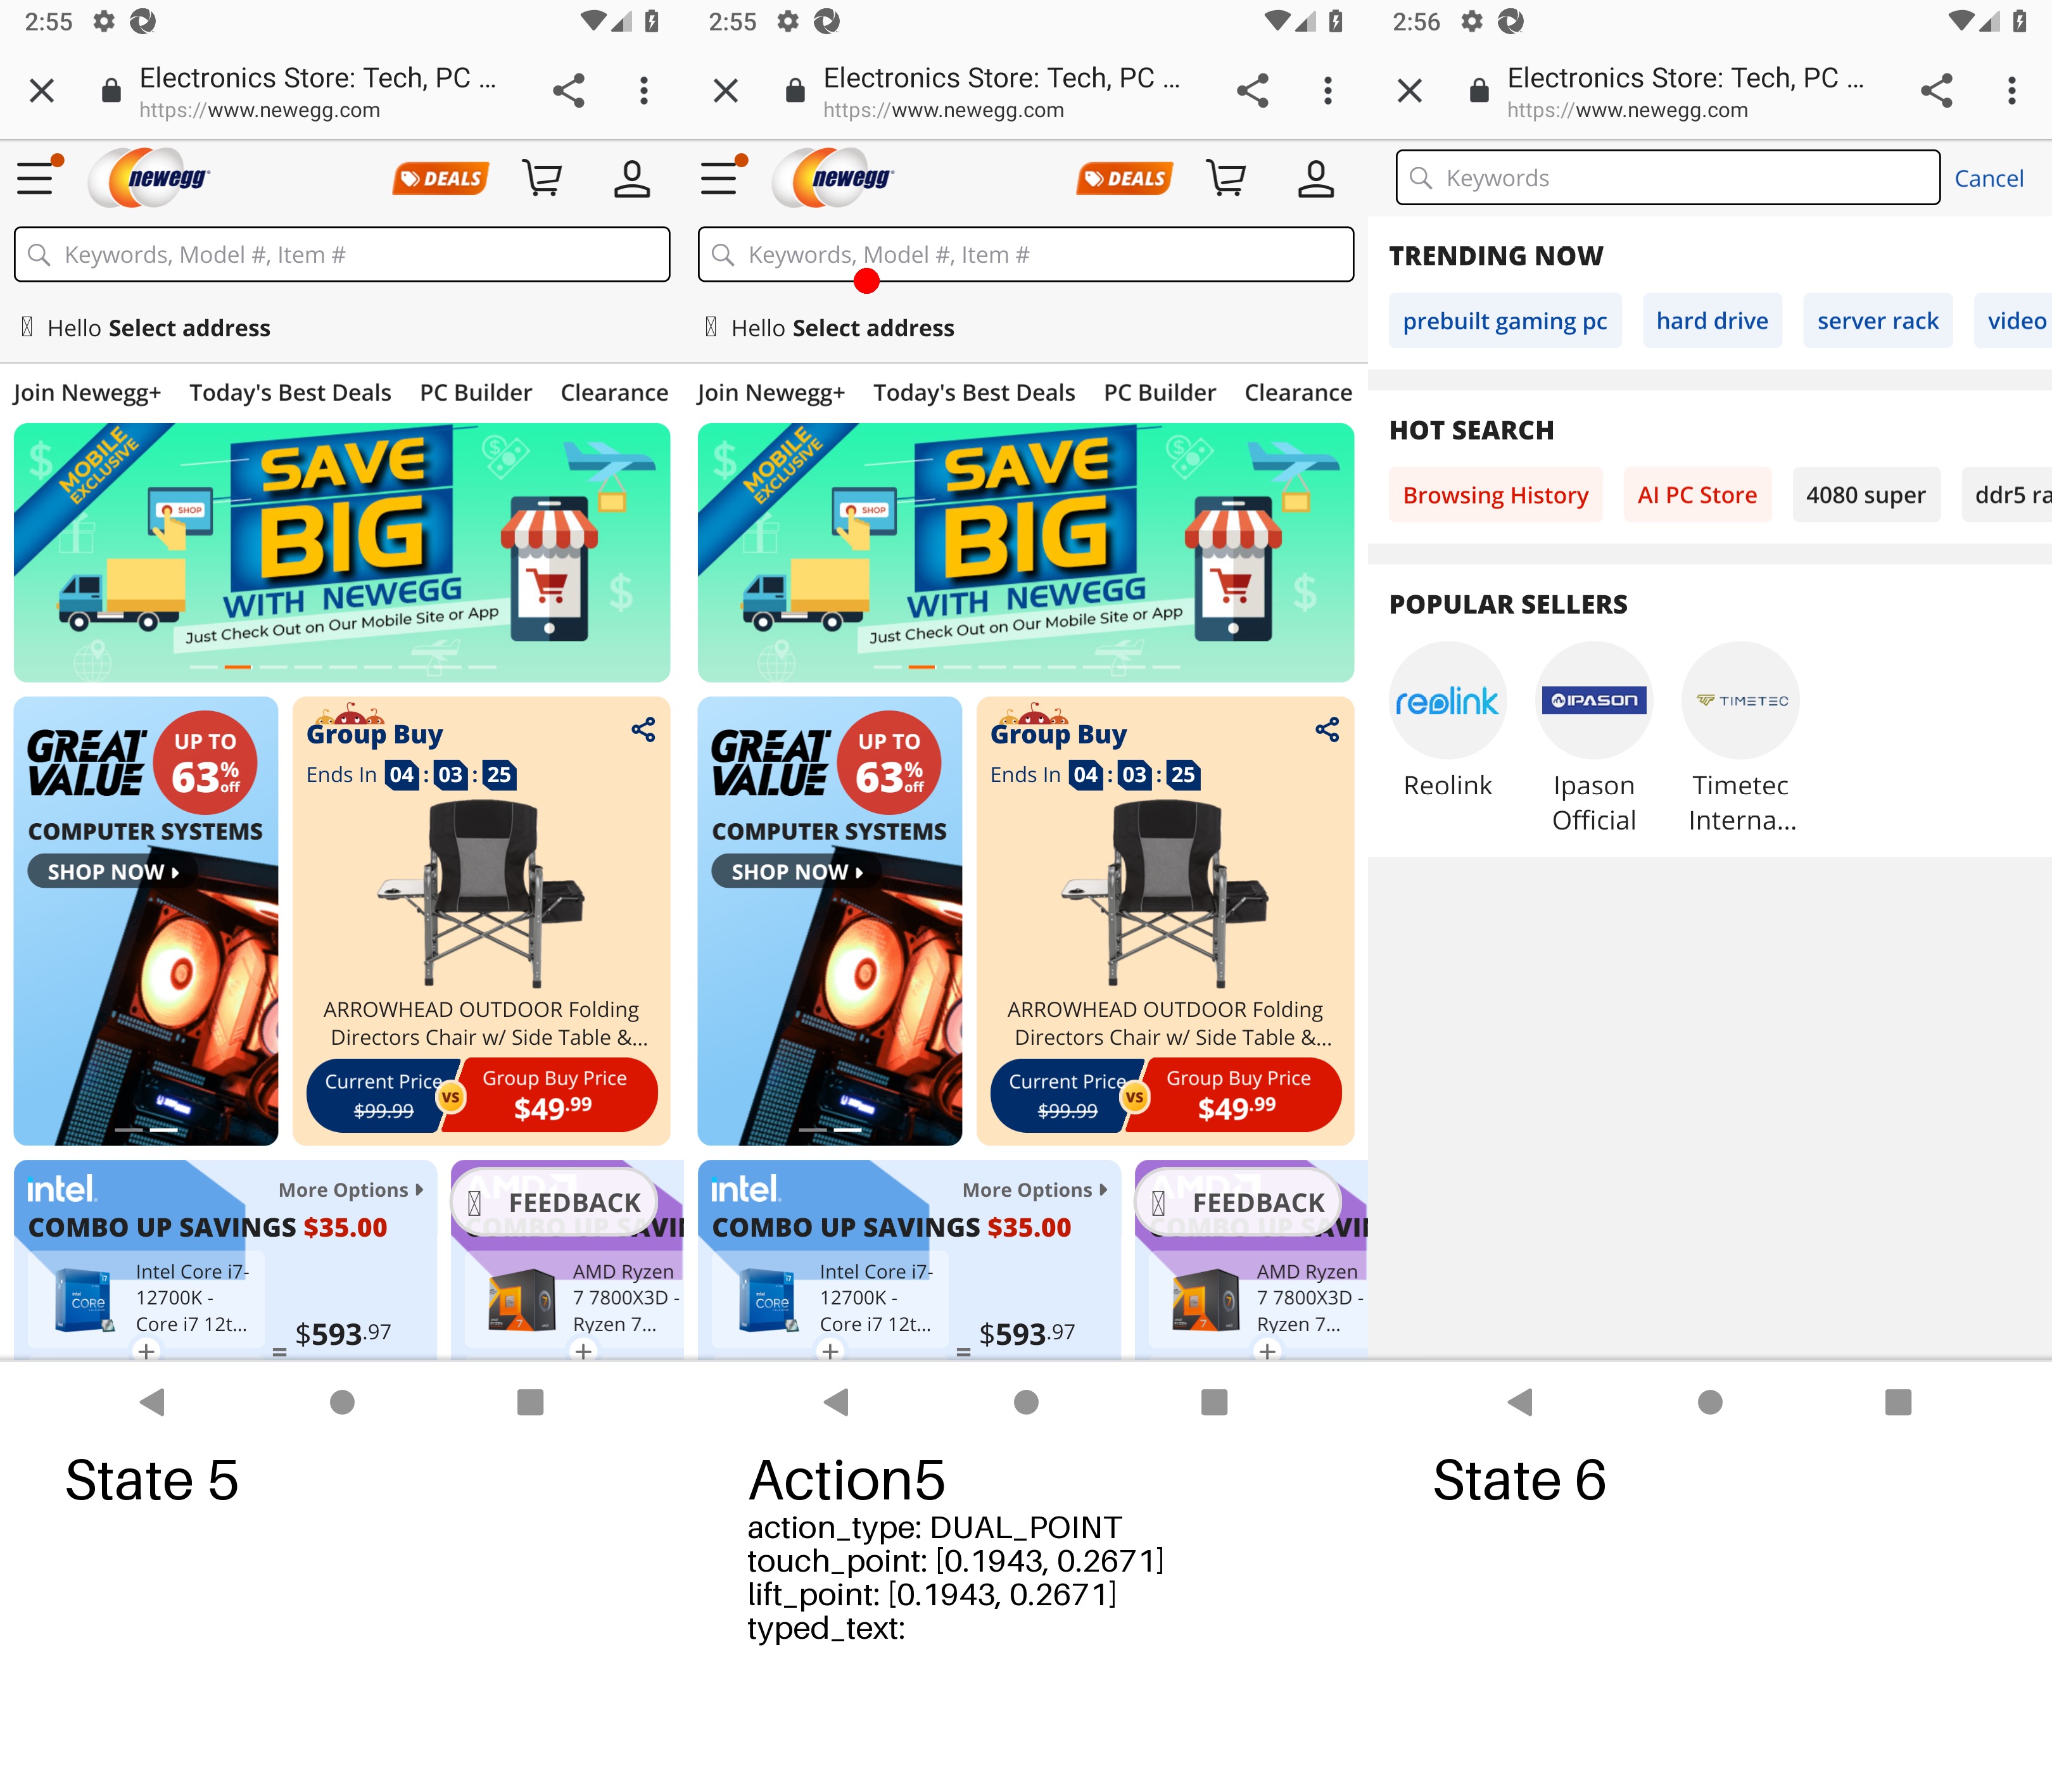 2:55
Electronics Store: Tech, PC ...
https://www.newegg.com
newegg
DEALS
Keywords, Model #, Item #
Hello Select address
Join Newegg+ Today's Best Deals PC Builder Clearance
MOBILE EXCLUSIVE
SHOP
SAVE
BIG
WITH NEWEGG
Just Check Out on Our Mobile Site or App
GREAT VALUE
UP TO
63% off
COMPUTER SYSTEMS
SHOP NOW
Group Buy
Ends In 04 : 03 : 25
ARROWHEAD OUTDOOR Folding
Directors Chair w/ Side Table &...
Current Price
$99.99
VS
Group Buy Price
$49.99
intel.
More Options
COMBO UP SAVINGS $35.00
Intel Core i7-
12700K -
Core i7 12t...
+
=
$593.97
FEEDBACK
AMD Ryzen
7 7800X3D -
Ryzen 7...
+
State 5
2:55
Electronics Store: Tech, PC ...
https://www.newegg.com
newegg
DEALS
Keywords, Model #, Item #
Hello Select address
Join Newegg+ Today's Best Deals PC Builder Clearance
MOBILE EXCLUSIVE
SHOP
SAVE
BIG
WITH NEWEGG
Just Check Out on Our Mobile Site or App
GREAT VALUE
UP TO
63% off
COMPUTER SYSTEMS
SHOP NOW
Group Buy
Ends In 04 : 03 : 25
ARROWHEAD OUTDOOR Folding
Directors Chair w/ Side Table &...
Current Price
$99.99
VS
Group Buy Price
$49.99
intel.
More Options
COMBO UP SAVINGS $35.00
Intel Core i7-
12700K -
Core i7 12t...
+
=
$593.97
FEEDBACK
AMD Ryzen
7 7800X3D -
Ryzen 7...
+
Action5
action_type: DUAL_POINT
touch_point: [0.1943, 0.2671]
lift_point: [0.1943, 0.2671]
typed_text:
2:56
Electronics Store: Tech, PC ...
https://www.newegg.com
Keywords
Cancel
TRENDING NOW
prebuilt gaming pc hard drive server rack video
HOT SEARCH
Browsing History AI PC Store 4080 super ddr5 ra
POPULAR SELLERS
reolink IPASON TIMETEC
Reolink
Ipason
Official
Timetec
Interna...
State 6